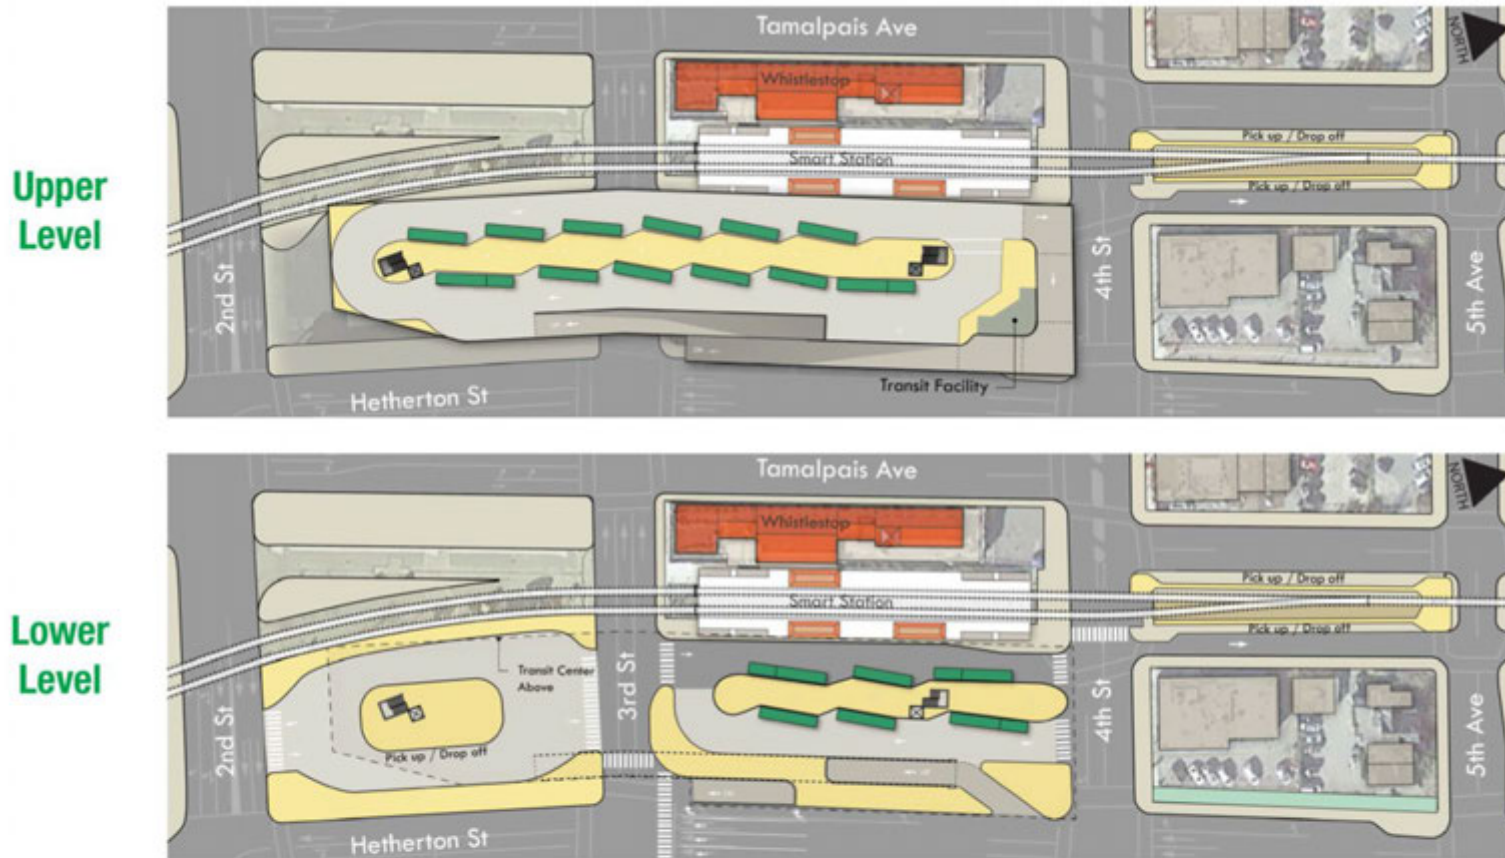 Upper
Level
Tamalpais Ave
Whistlestop
Smart Station
Pick up / Drop off
Pick up / Drop off
NORTH
2nd St
4th St
5th Ave
Transit Facility
Hetherton St
Lower
Level
Tamalpais Ave
Whistlestop
Smart Station
Pick up / Drop off
Pick up / Drop off
NORTH
Transit Center
Above
2nd St
3rd St
4th St
5th Ave
Pick up / Drop off
Hetherton St